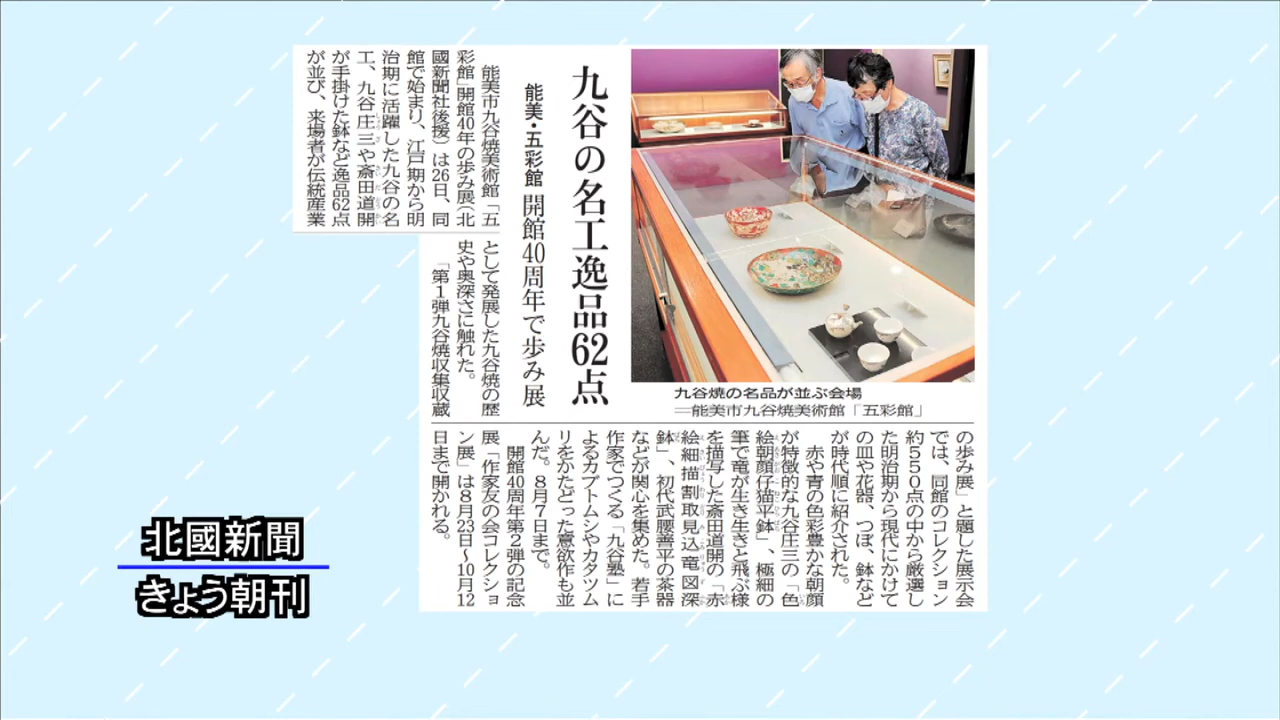 九谷の名工逸品62点
能美・五彩館 開館40周年で歩み展
能美市九谷焼美術館「五
彩館」開館40年の歩み展(北
國新聞社後援)は26日、同
館で始まり、江戸期から明
治期に活躍した九谷の名
工、九谷庄三や斎田道開
が手掛けた鉢など逸品62点
が並び、来場者が伝統産業
として発展した九谷焼の歴
史や奥深さに触れた。
「第1弾九谷焼収集収蔵
の歩み展」と題した展示会
では、同館のコレクション
約550点の中から厳選し
た明治期から現代にかけて
の皿や花器、つぼ、鉢など
が時代順に紹介された。
赤や青の色彩豊かな朝顔
が特徴的な九谷庄三の「色
絵朝顔仔猫平鉢」、極細の
筆で竜が生き生きと飛ぶ様
を描写した斎田道開の「赤
絵細描割取見込竜図深
鉢」、初代武腰善平の茶器
などが関心を集めた。若手
作家でつくる「九谷塾」に
よるカブトムシやカタツム
リをかたどった意欲作も並
んだ。8月7日まで。
開館40周年第2弾の記念
展「作家友の会コレクショ
ン展」は8月23日~10月12
日まで開かれる。
九谷焼の名品が並ぶ会場
=能美市九谷焼美術館「五彩館」
北國新聞
きょう朝刊